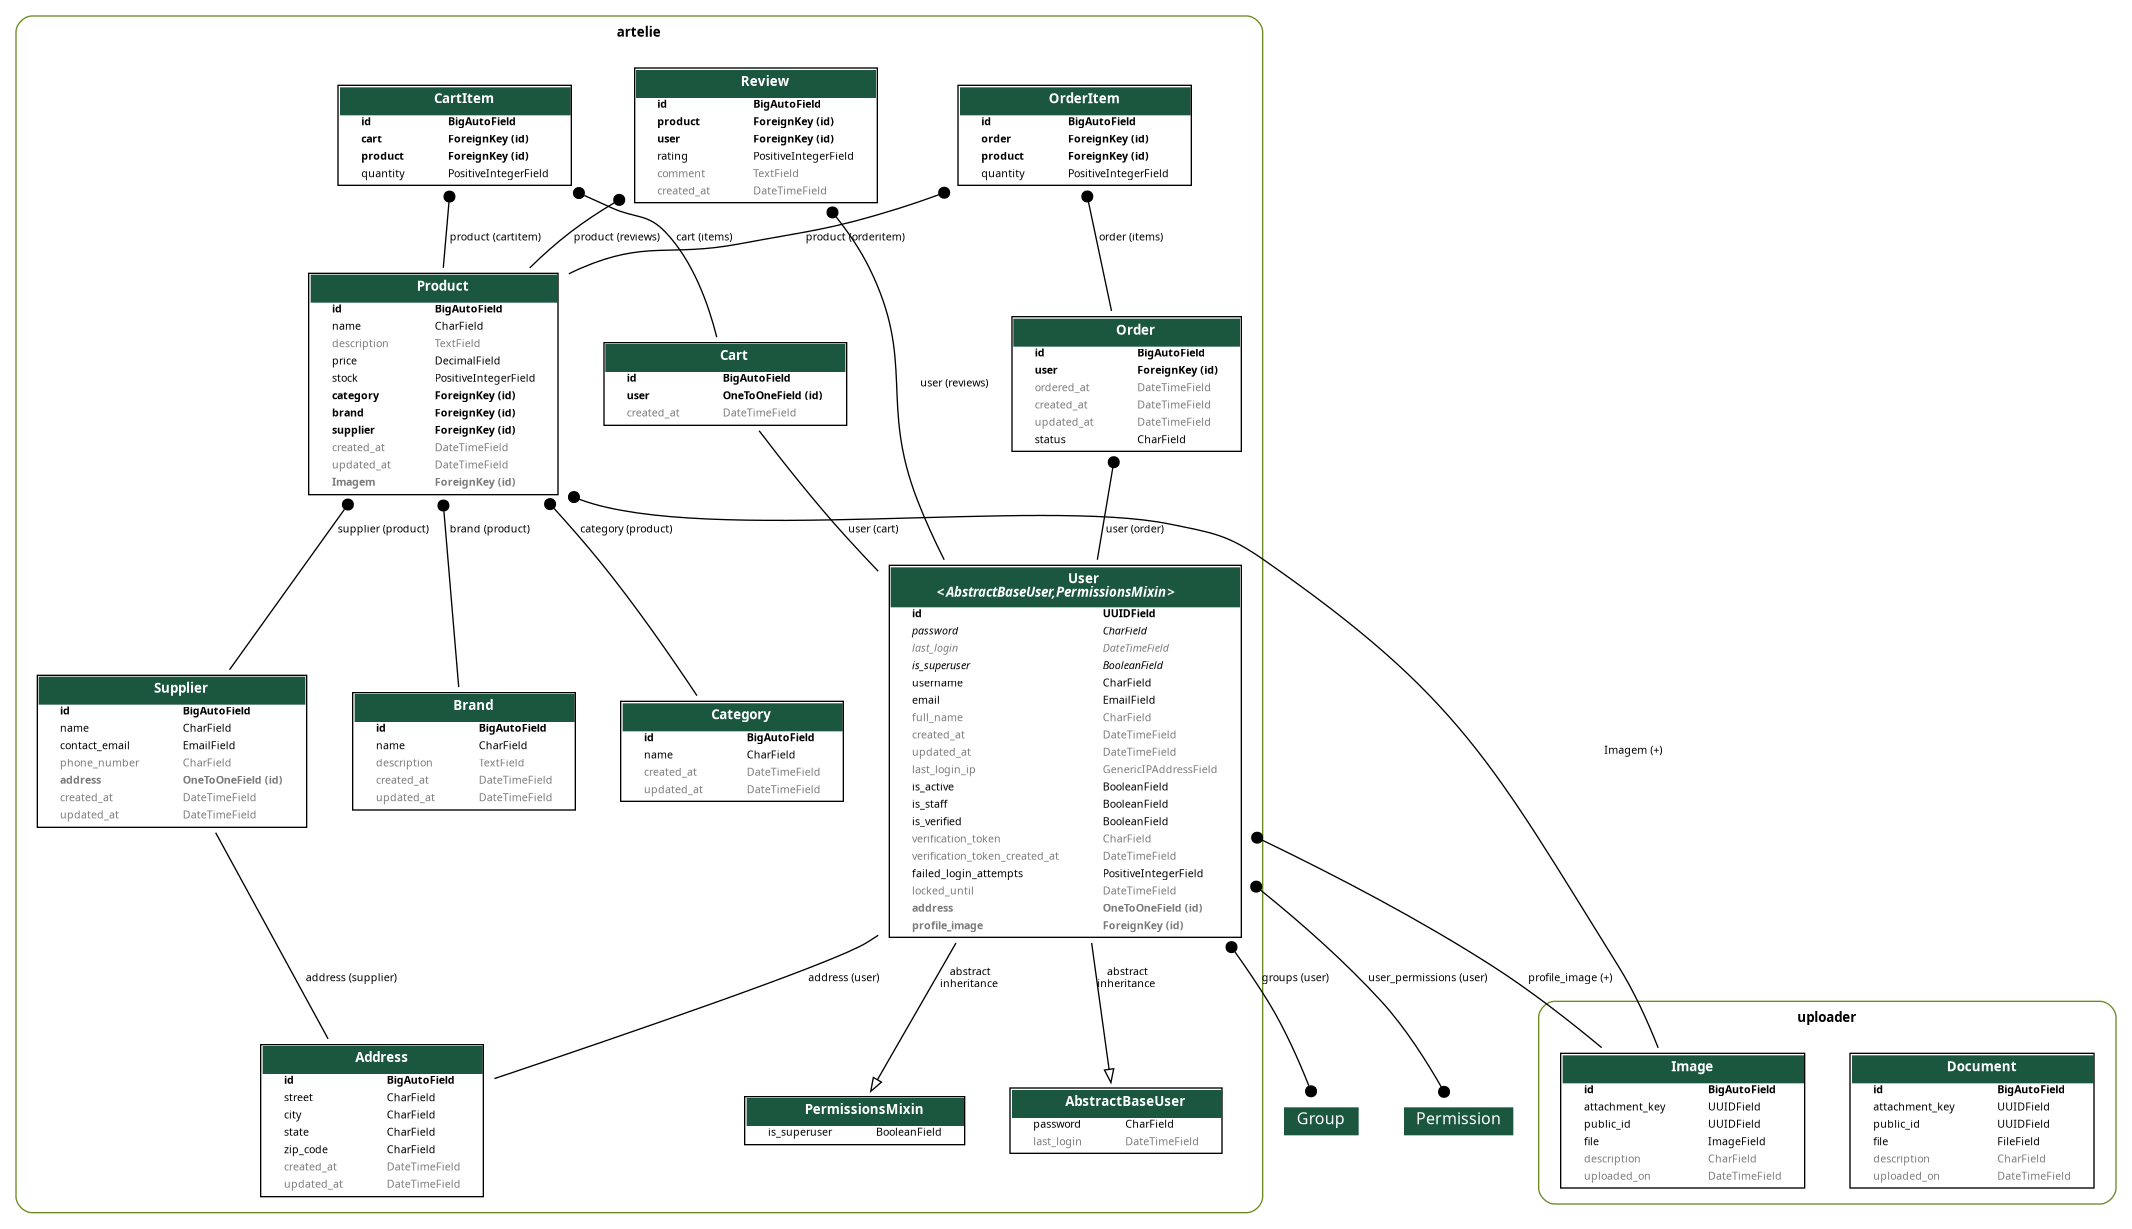 artelie
CartItem
id BigAutoField
cart ForeignKey (id)
product ForeignKey (id)
quantity PositiveIntegerField
Review
id BigAutoField
product ForeignKey (id)
user ForeignKey (id)
rating PositiveIntegerField
comment TextField
created_at DateTimeField
OrderItem
id BigAutoField
order ForeignKey (id)
product ForeignKey (id)
quantity PositiveIntegerField
product (cartitem)
product (reviews)
cart (items)
product (orderitem)
order (items)
Product
id BigAutoField
name CharField
description TextField
price DecimalField
stock PositiveIntegerField
category ForeignKey (id)
brand ForeignKey (id)
supplier ForeignKey (id)
created_at DateTimeField
updated_at DateTimeField
Imagem ForeignKey (id)
Cart
id BigAutoField
user OneToOneField (id)
created_at DateTimeField
user (reviews)
Order
id BigAutoField
user ForeignKey (id)
ordered_at DateTimeField
created_at DateTimeField
updated_at DateTimeField
status CharField
supplier (product)
brand (product)
category (product)
user (cart)
user (order)
User
<AbstractBaseUser,PermissionsMixin>
id UUIDField
password CharField
last_login DateTimeField
is_superuser BooleanField
username CharField
email EmailField
full_name CharField
created_at DateTimeField
updated_at DateTimeField
last_login_ip GenericIPAddressField
is_active BooleanField
is_staff BooleanField
is_verified BooleanField
verification_token CharField
verification_token_created_at DateTimeField
failed_login_attempts PositiveIntegerField
locked_until DateTimeField
address OneToOneField (id)
profile_image ForeignKey (id)
Supplier
id BigAutoField
name CharField
contact_email EmailField
phone_number CharField
address OneToOneField (id)
created_at DateTimeField
updated_at DateTimeField
Brand
id BigAutoField
name CharField
description TextField
created_at DateTimeField
updated_at DateTimeField
Category
id BigAutoField
name CharField
created_at DateTimeField
updated_at DateTimeField
Imagem (+)
address (supplier)
address (user)
abstract
inheritance
abstract
inheritance
groups (user)
user_permissions (user)
profile_image (+)
Address
id BigAutoField
street CharField
city CharField
state CharField
zip_code CharField
created_at DateTimeField
updated_at DateTimeField
PermissionsMixin
is_superuser BooleanField
AbstractBaseUser
password CharField
last_login DateTimeField
Group
Permission
uploader
Image
id BigAutoField
attachment_key UUIDField
public_id UUIDField
file ImageField
description CharField
uploaded_on DateTimeField
Document
id BigAutoField
attachment_key UUIDField
public_id UUIDField
file FileField
description CharField
uploaded_on DateTimeField